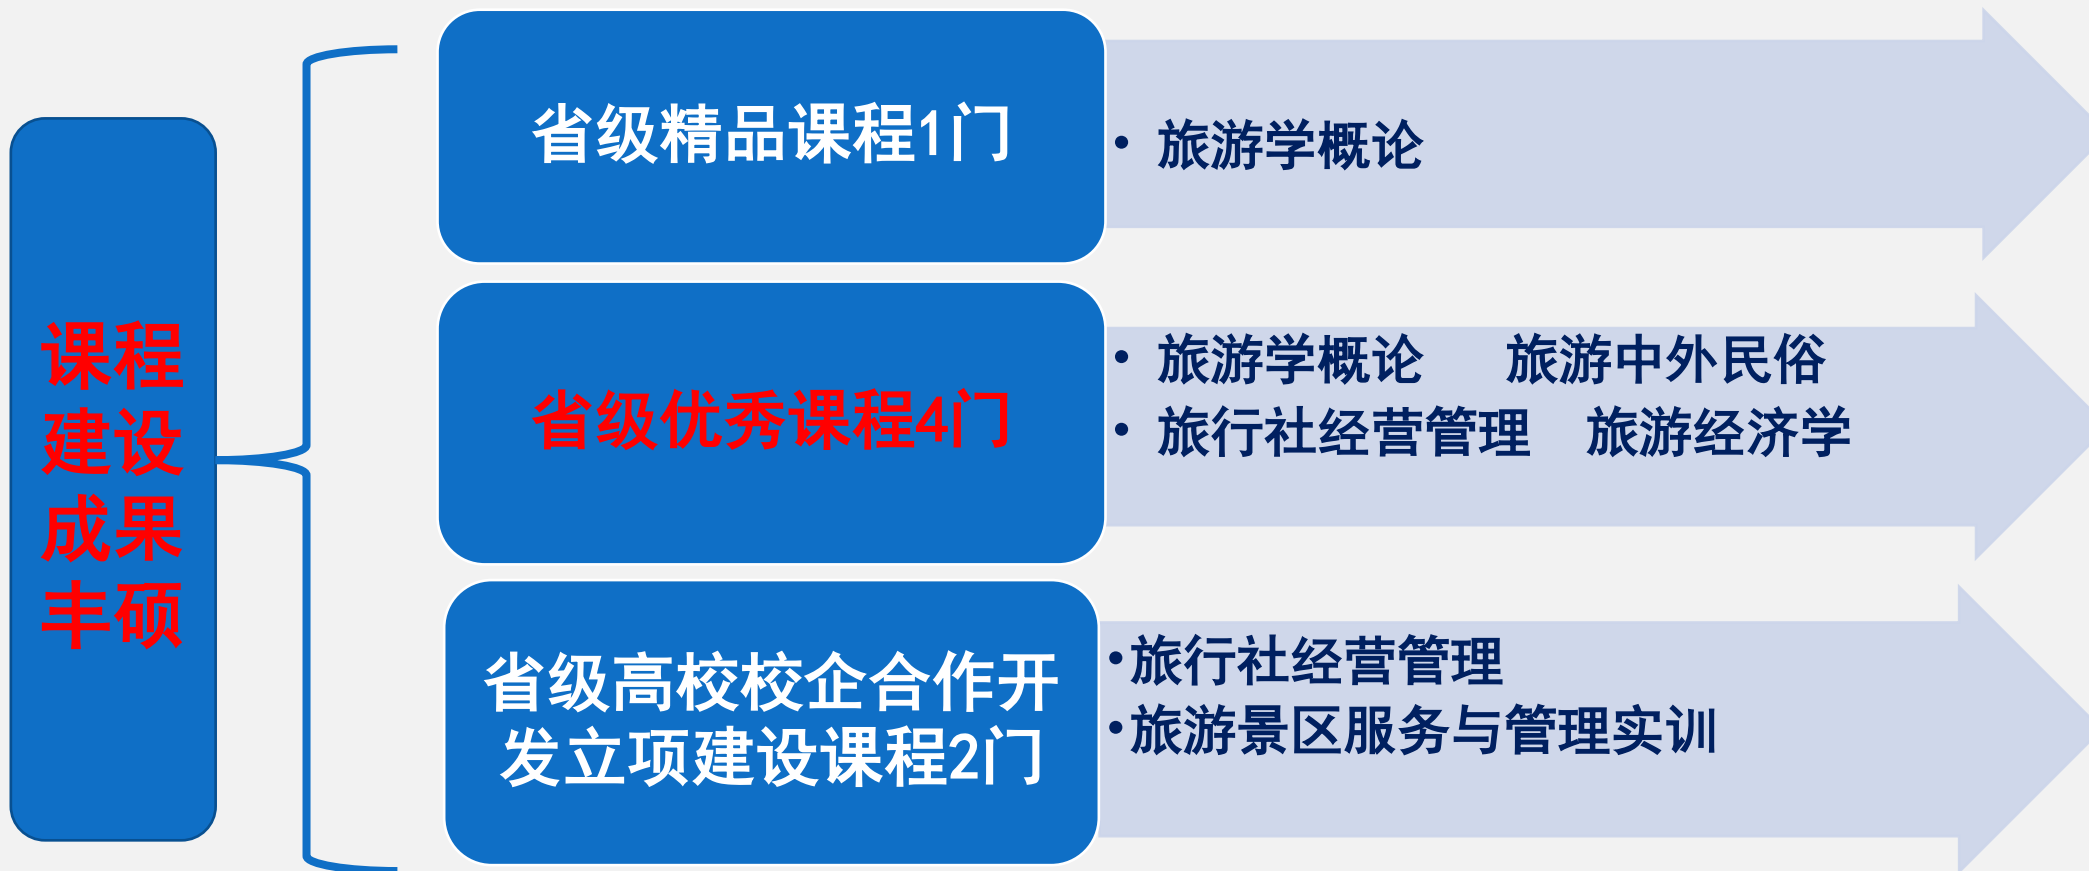 课程
建设
成果
丰硕
省级精品课程1门
• 旅游学概论
省级优秀课程4门
• 旅游学概论 旅游中外民俗
• 旅行社经营管理 旅游经济学
省级高校校企合作开
发立项建设课程2门
•旅行社经营管理
•旅游景区服务与管理实训